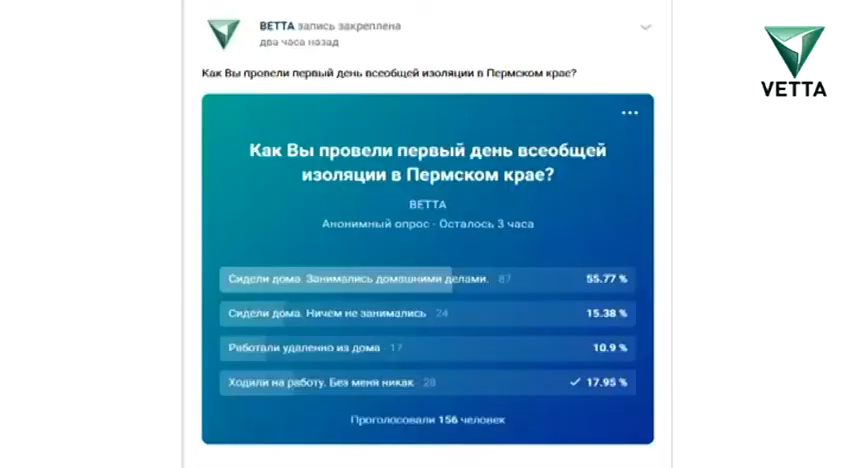 ВЕТТА запись закреплена
два часа назад
Как Вы провели первый день всеобщей изоляции в Пермском крае?
VETTA
Как Вы провели первый день всеобщей
изоляции в Пермском крае?
ВЕТТА
Анонимный опрос · Осталось 3 часа
Сидели дома. Занимались домашними делами. 87 55.77 %
Сидели дома. Ничем не занимались 24 15.38 %
Работали удаленно из дома 17 10.9 %
Ходили на работу. Без меня никак 28 17.95 %
Проголосовали 156 человек